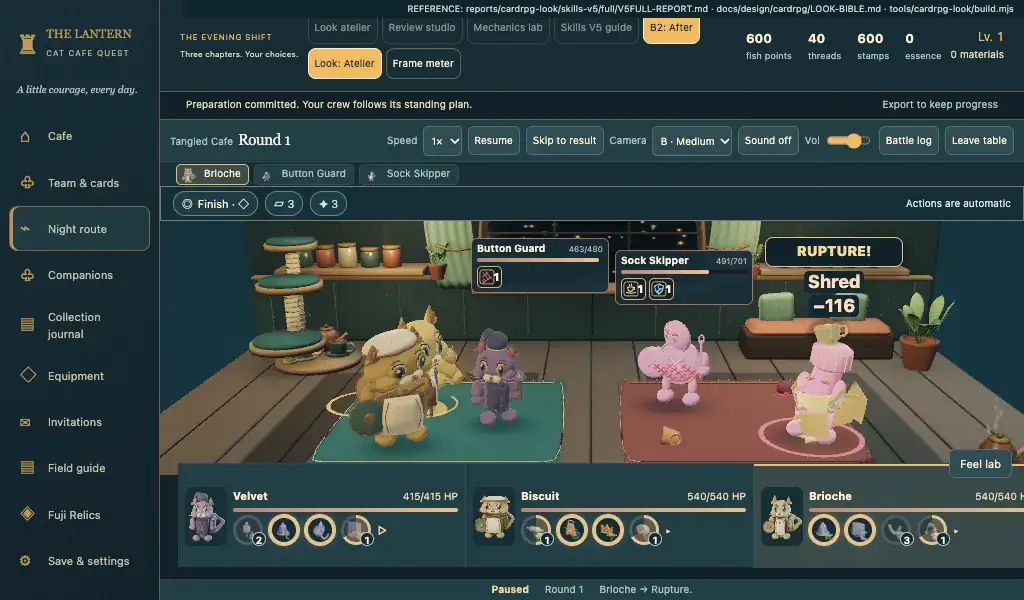 REFERENCE: reports/cardrpg-look/skills-v5/full/V5FULL-REPORT.md · docs/design/cardrpg/LOOK-BIBLE.md · tools/cardrpg-look/build.mjs
THE LANTERN
CAT CAFE QUEST
A little courage, every day.
Cafe
Team & cards
Night route
Companions
Collection
journal
Equipment
Invitations
Field guide
Fuji Relics
Save & settings
THE EVENING SHIFT
Three chapters. Your choices.
Look atelier
Review studio
Mechanics lab
Skills V5 guide
B2: After
Look: Atelier
Frame meter
600
fish points
40
threads
600
stamps
0
essence
Lv. 1
0 materials
Preparation committed. Your crew follows its standing plan.
Export to keep progress
Tangled Cafe Round 1
Speed
1x
Resume
Skip to result
Camera
B · Medium
Sound off
Vol
Battle log
Leave table
Brioche
Button Guard
Sock Skipper
Finish ·
3
3
Actions are automatic
Button Guard 463/480
1
Sock Skipper 491/701
1
1
RUPTURE!
Shred
−116
Feel lab
Velvet 415/415 HP
2
1
Biscuit 540/540 HP
1
1
Brioche 540/540 H
3
1
Paused Round 1 Brioche → Rupture.